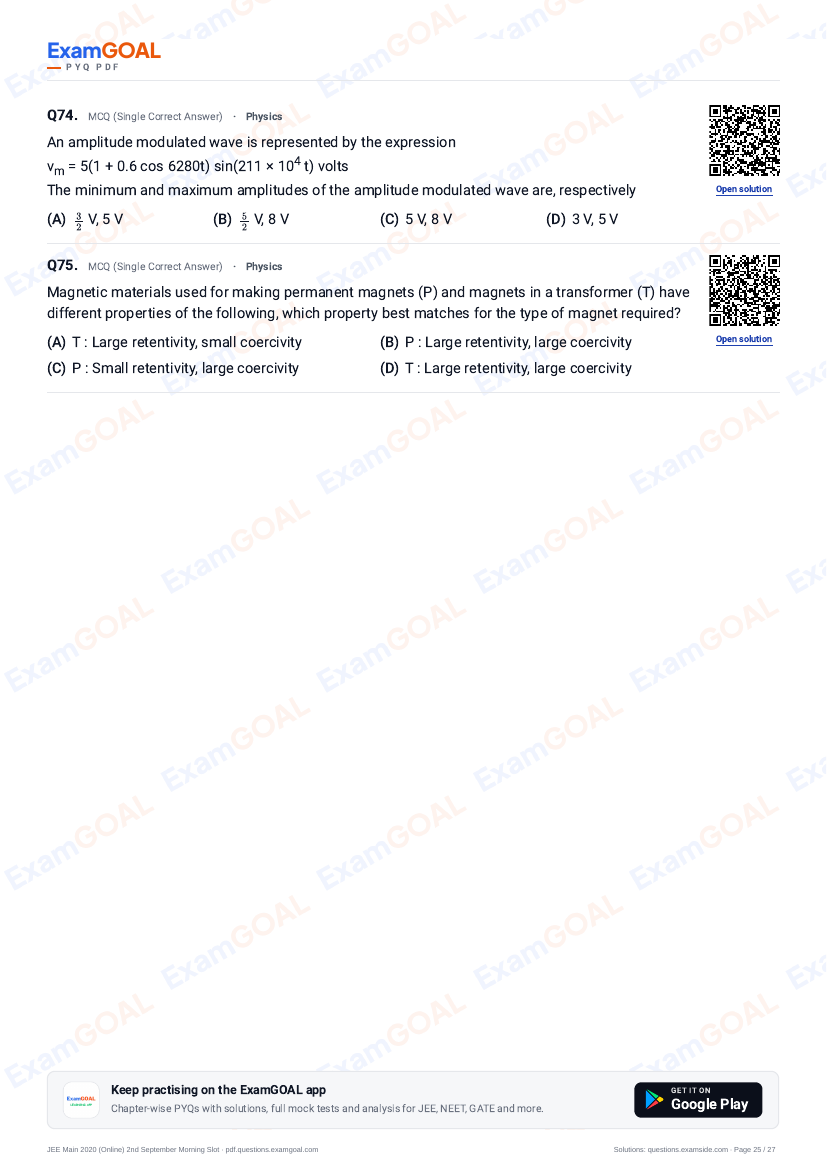 ExamGOAL
PYQ PDF
Q74. MCQ (Single Correct Answer) · Physics
An amplitude modulated wave is represented by the expression
v_m = 5(1 + 0.6 cos 6280t) sin(211 × 10^4 t) volts
The minimum and maximum amplitudes of the amplitude modulated wave are, respectively
(A) 3/2 V, 5 V (B) 5/2 V, 8 V (C) 5 V, 8 V (D) 3 V, 5 V
Open solution
Q75. MCQ (Single Correct Answer) · Physics
Magnetic materials used for making permanent magnets (P) and magnets in a transformer (T) have
different properties of the following, which property best matches for the type of magnet required?
(A) T : Large retentivity, small coercivity (B) P : Large retentivity, large coercivity
(C) P : Small retentivity, large coercivity (D) T : Large retentivity, large coercivity
Open solution
ExamGOAL
Keep practising on the ExamGOAL app
Chapter-wise PYQs with solutions, full mock tests and analysis for JEE, NEET, GATE and more.
GET IT ON
Google Play
JEE Main 2020 (Online) 2nd September Morning Slot · pdf.questions.examgoal.com
Solutions: questions.examside.com · Page 25 / 27